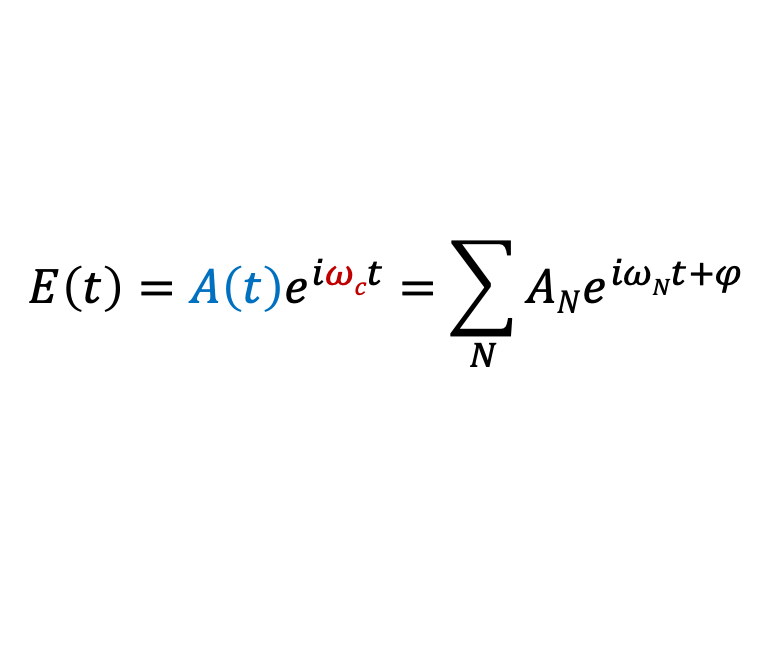 E(t) = A(t)e^{iω_c t} = ∑_N A_N e^{iω_N t+φ}